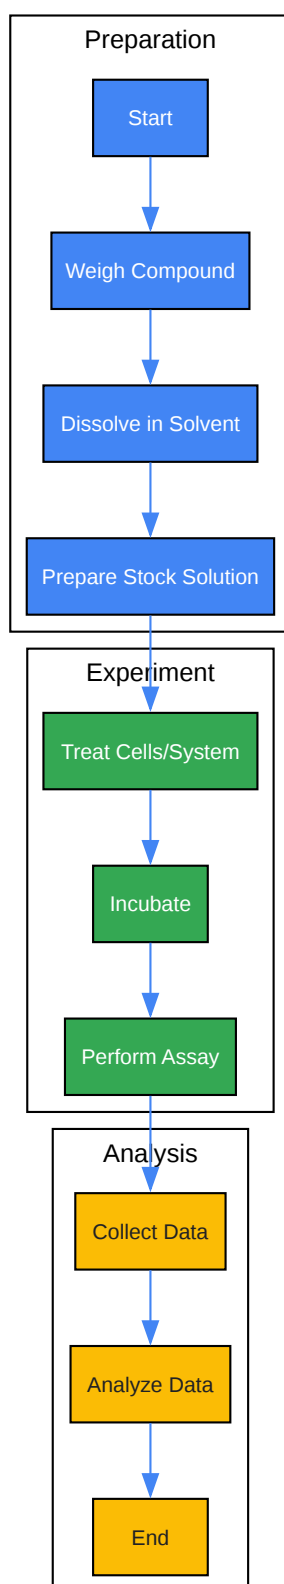 Preparation
Start
Weigh Compound
Dissolve in Solvent
Prepare Stock Solution
Experiment
Treat Cells/System
Incubate
Perform Assay
Analysis
Collect Data
Analyze Data
End